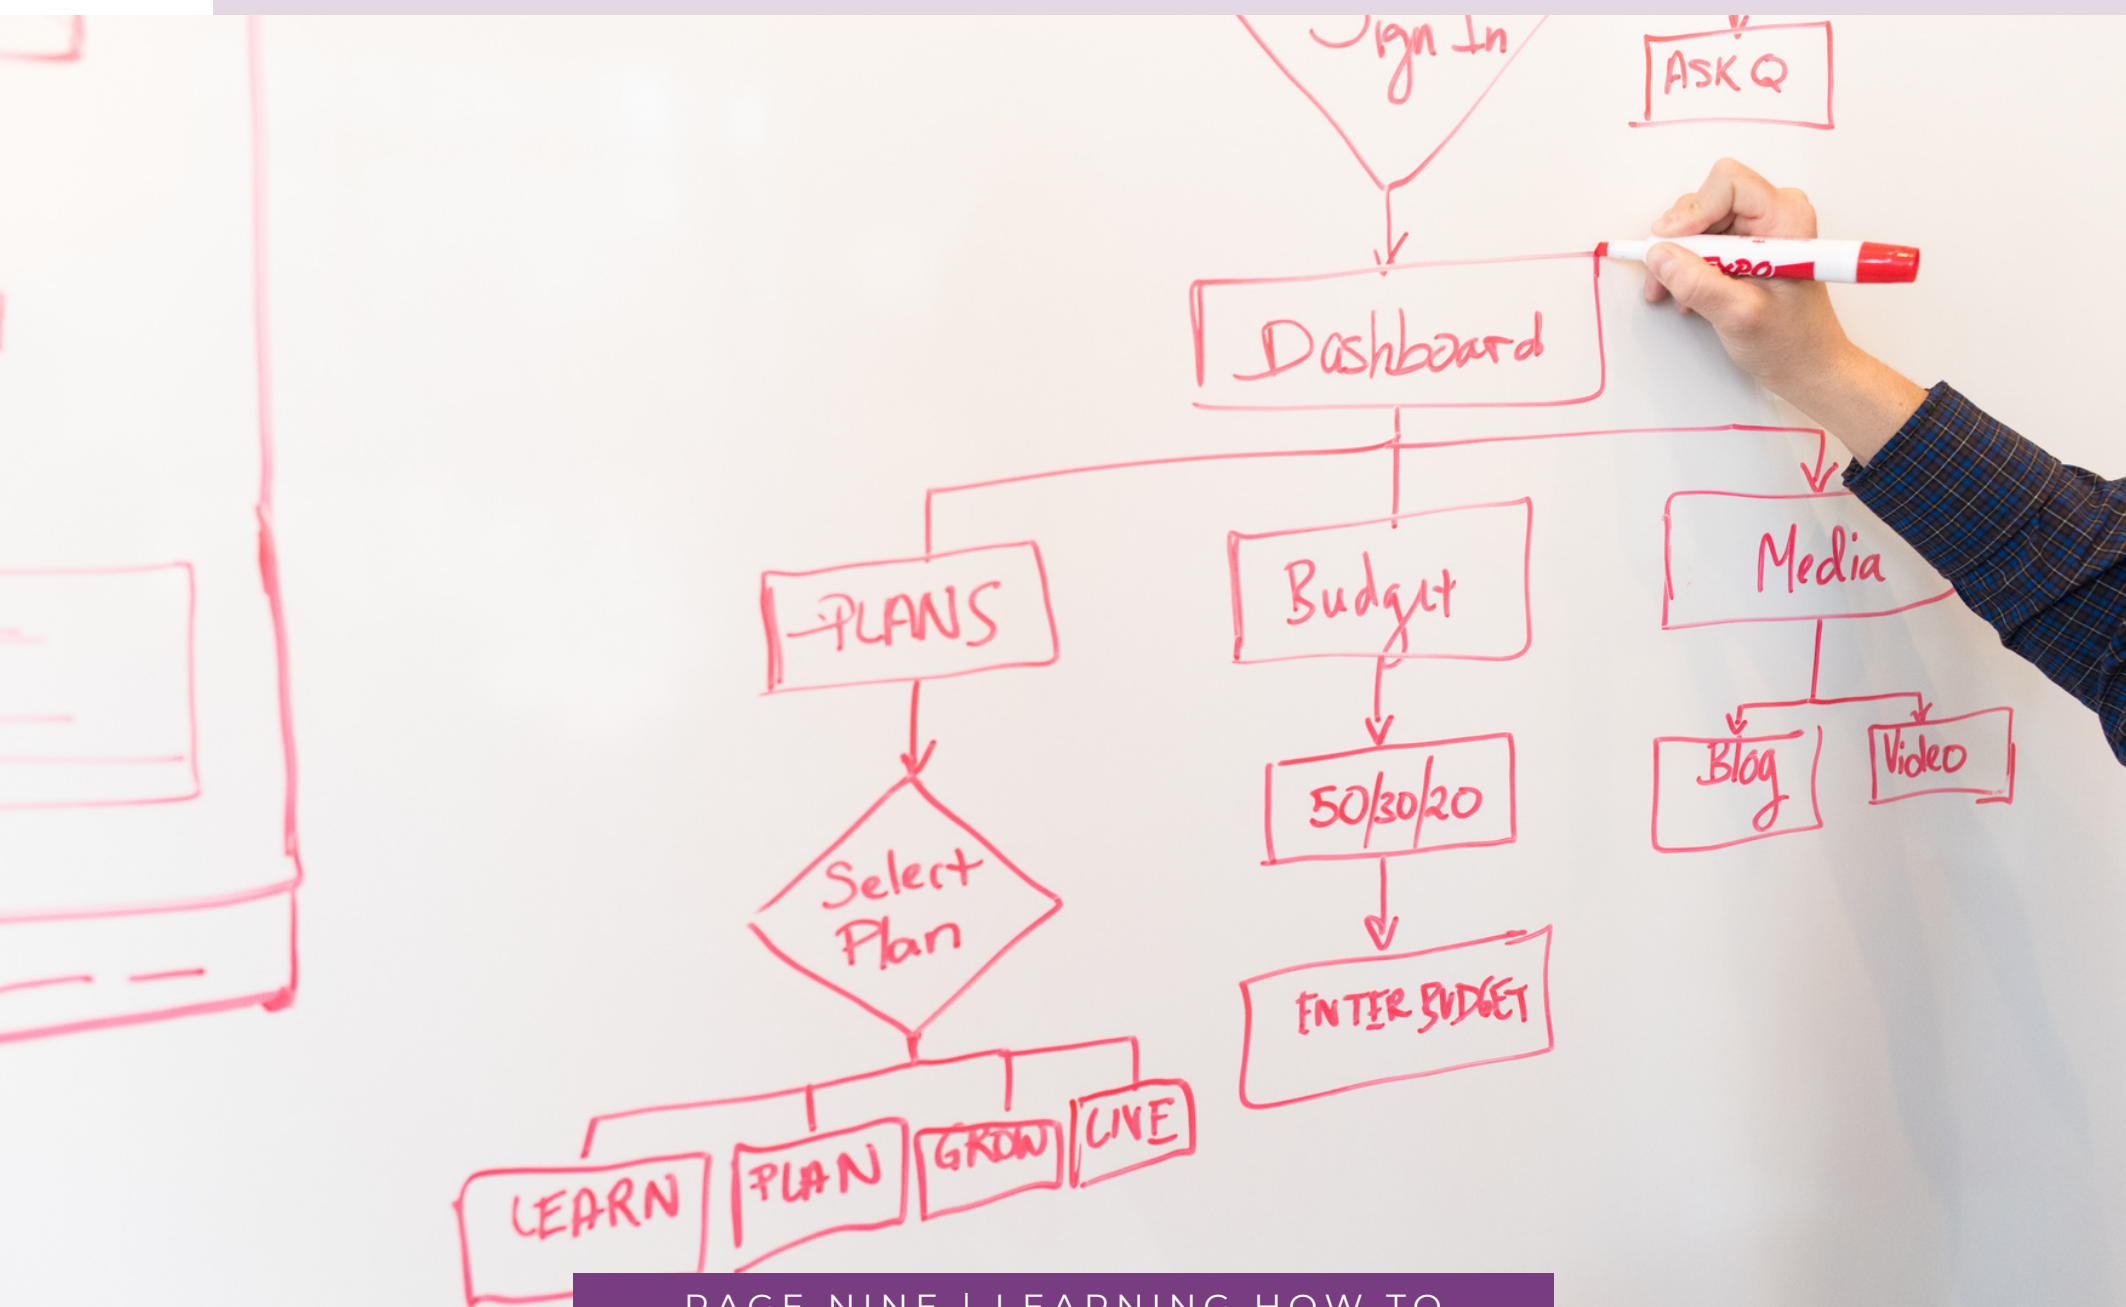 Sign In
ASK Q
EXPO
Dashboard
PLANS
Budget
Media
50/30/20
Blog
Video
Select
Plan
ENTER BUDGET
LEARN
PLAN
GROW
LIVE
PAGE NINE | LEARNING HOW TO